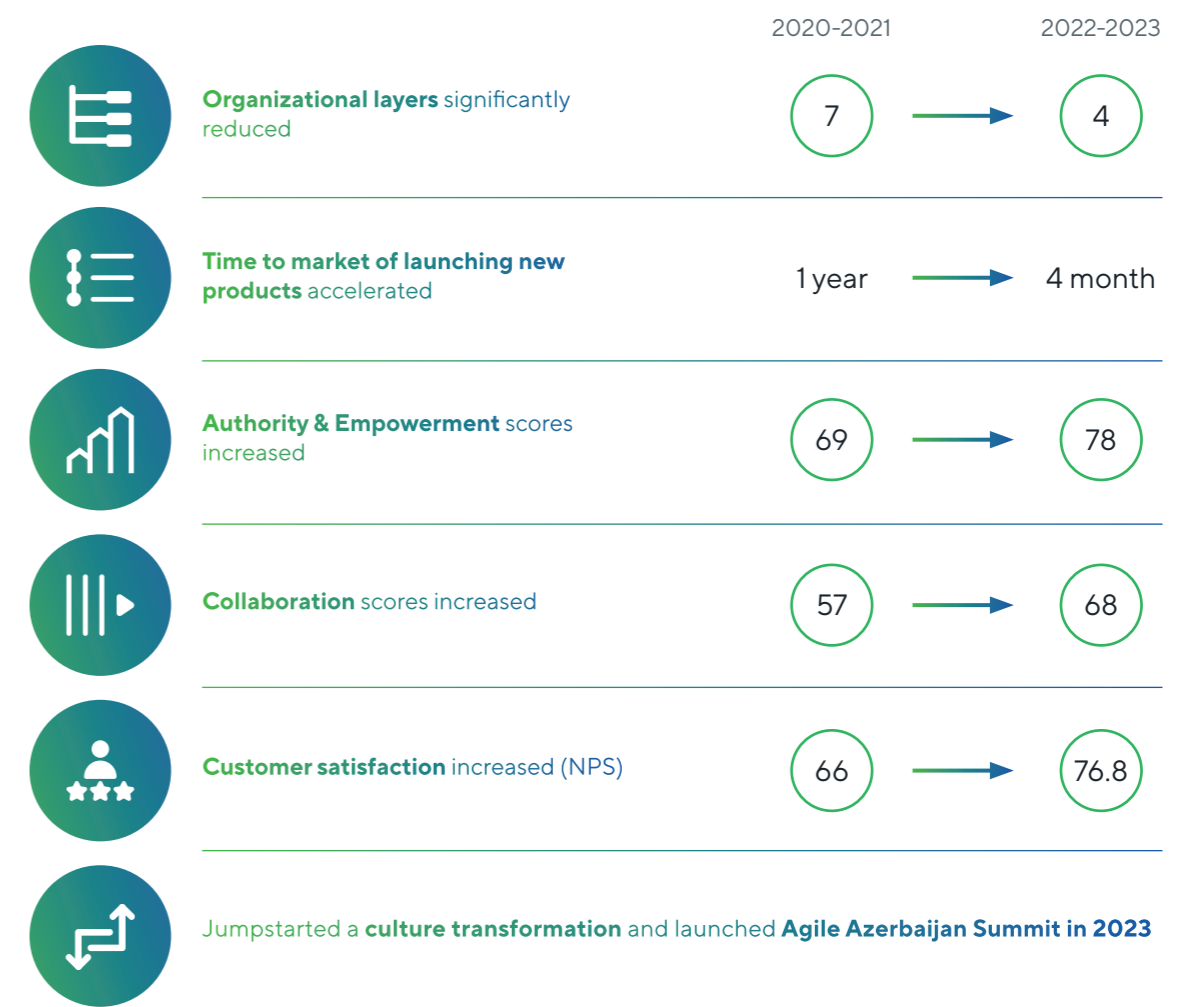 2020-2021 2022-2023
Organizational layers significantly
reduced
7 4
Time to market of launching new
products accelerated
1 year 4 month
Authority & Empowerment scores
increased
69 78
Collaboration scores increased
57 68
Customer satisfaction increased (NPS)
66 76.8
Jumpstarted a culture transformation and launched Agile Azerbaijan Summit in 2023